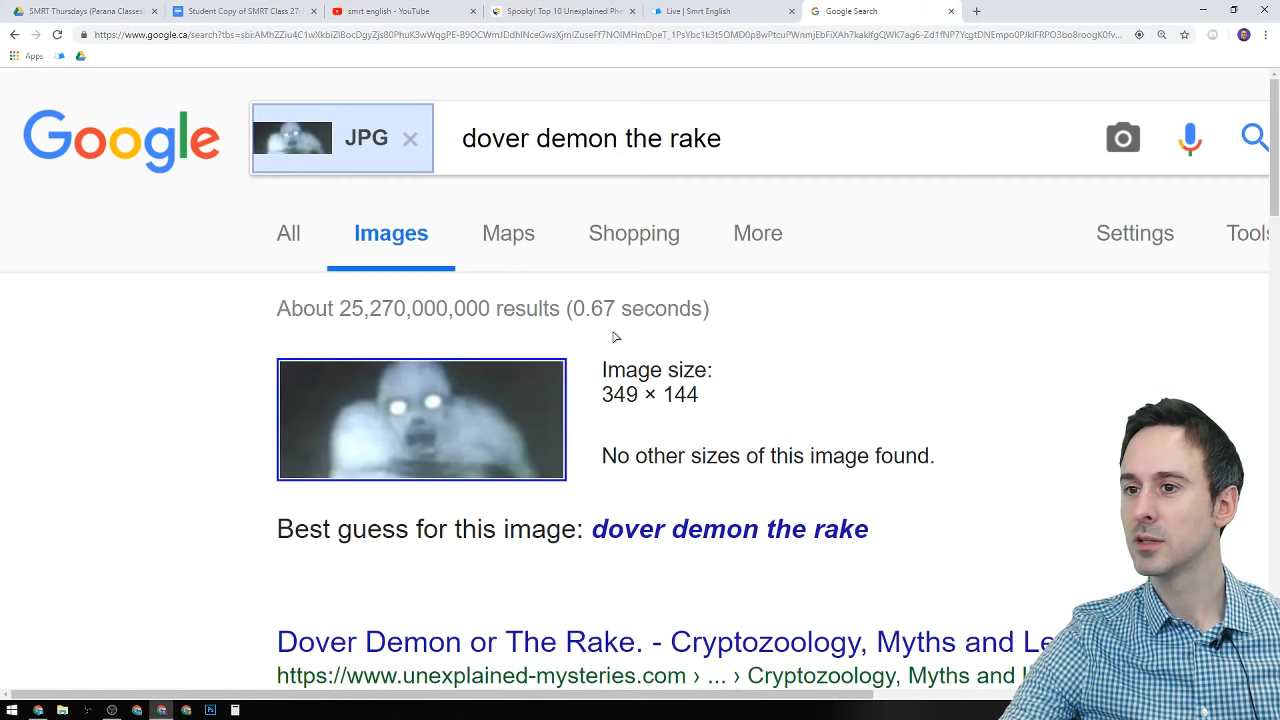 SMRT Thursdays (Parana Classes
Student Copy of SMRT Class 27:
smrt english - YouTube
Spooky! Top 10 Unexplained Phe
Live | Smrt English
Google Search
Apps
Google
JPG
dover demon the rake
All
Images
Maps
Shopping
More
Settings
Tools
About 25,270,000,000 results (0.67 seconds)
Image size:
349 × 144
No other sizes of this image found.
Best guess for this image: dover demon the rake
Dover Demon or The Rake. - Cryptozoology, Myths and Le
https://www.unexplained-mysteries.com › ... › Cryptozoology, Myths and